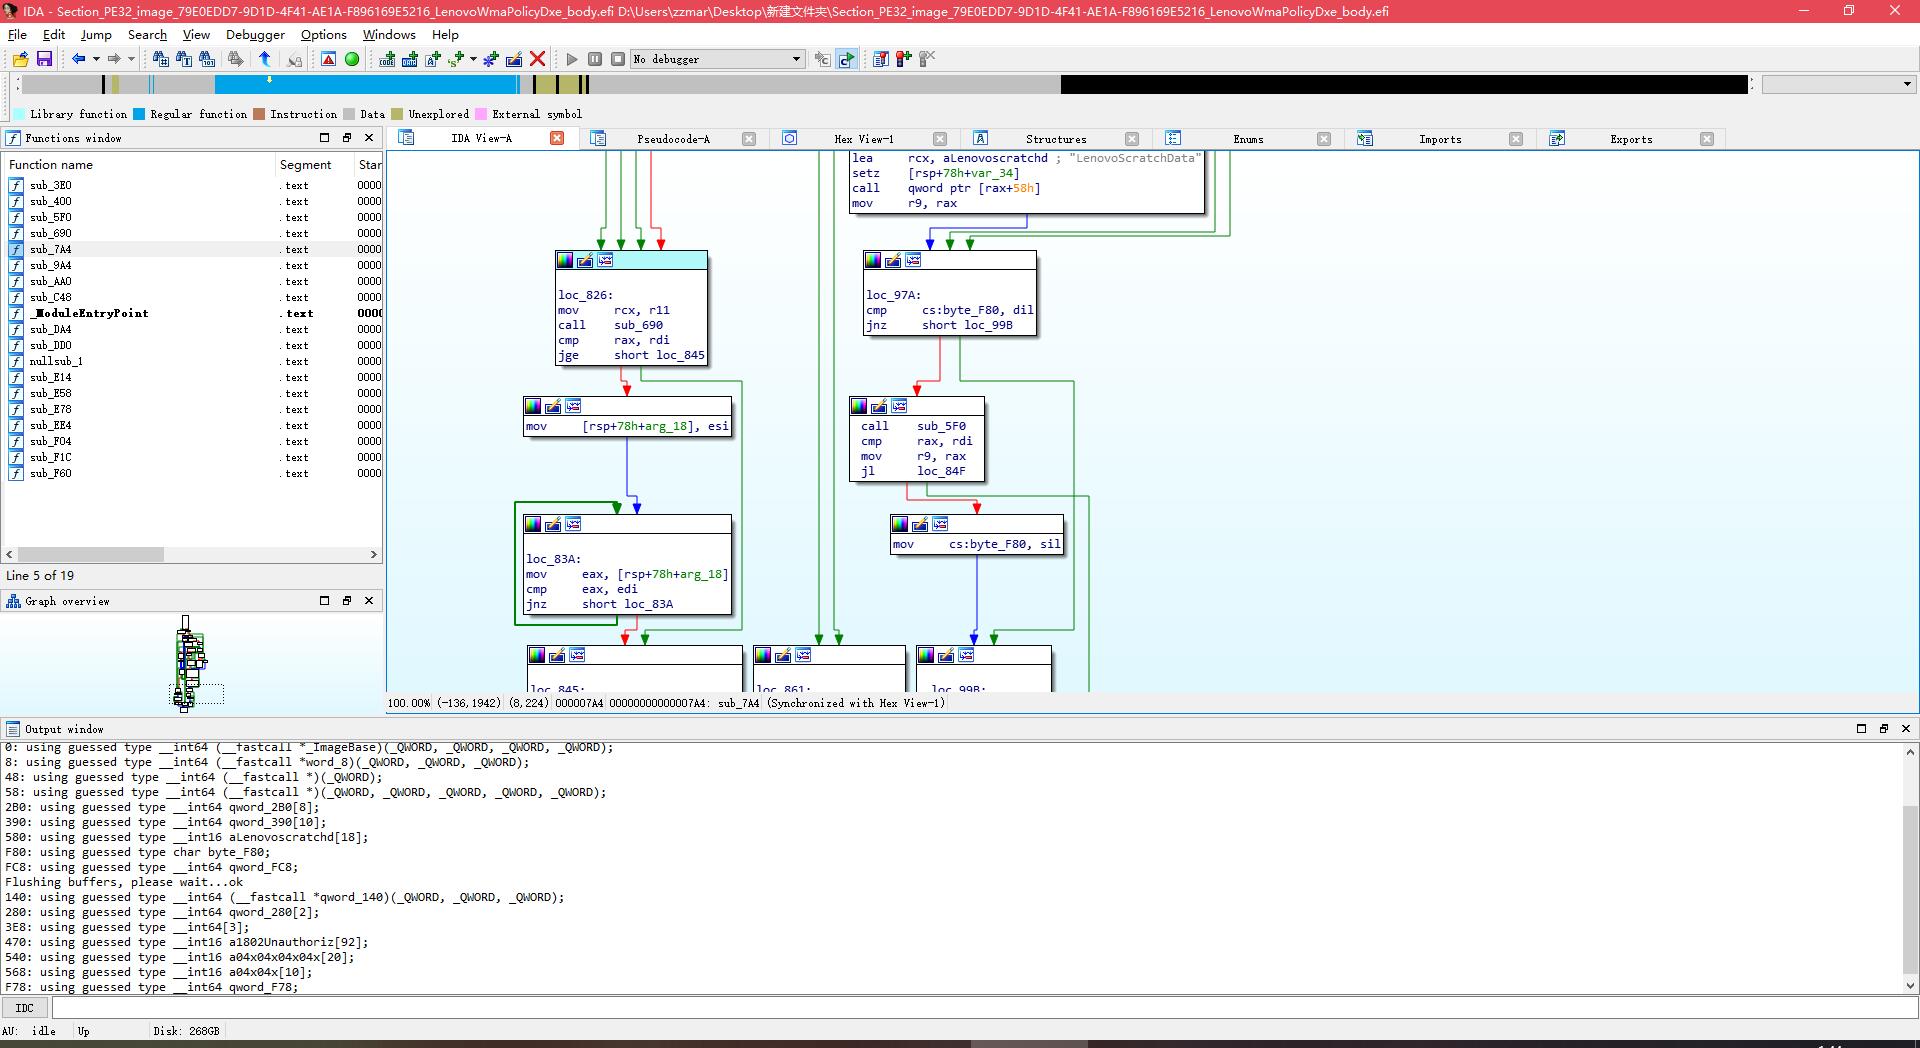 IDA - Section_PE32_image_79E0EDD7-9D1D-4F41-AE1A-F896169E5216_LenovoWmaPolicyDxe_body.efi D:\Users\zzmar\Desktop\新建文件夹\Section_PE32_image_79E0EDD7-9D1D-4F41-AE1A-F896169E5216_LenovoWmaPolicyDxe_body.efi
File Edit Jump Search View Debugger Options Windows Help
No debugger
Library function Regular function Instruction Data Unexplored External symbol
Functions window
Function name Segment Star
sub_3E0 .text 0000
sub_400 .text 0000
sub_5F0 .text 0000
sub_690 .text 0000
sub_7A4 .text 0000
sub_9A4 .text 0000
sub_AA0 .text 0000
sub_C48 .text 0000
_ModuleEntryPoint .text 0000
sub_DA4 .text 0000
sub_DD0 .text 0000
nullsub_1 .text 0000
sub_E14 .text 0000
sub_E58 .text 0000
sub_E78 .text 0000
sub_EE4 .text 0000
sub_F04 .text 0000
sub_F1C .text 0000
sub_F60 .text 0000
Line 5 of 19
Graph overview
IDA View-A Pseudocode-A Hex View-1 Structures Enums Imports Exports
lea rcx, aLenovoscratchd ; "LenovoScratchData"
setz [rsp+78h+var_34]
call qword ptr [rax+58h]
mov r9, rax
loc_826:
mov rcx, r11
call sub_690
cmp rax, rdi
jge short loc_845
loc_97A:
cmp cs:byte_F80, dil
jnz short loc_99B
mov [rsp+78h+arg_18], esi
call sub_5F0
cmp rax, rdi
mov r9, rax
jl loc_84F
loc_83A:
mov eax, [rsp+78h+arg_18]
cmp eax, edi
jnz short loc_83A
mov cs:byte_F80, sil
loc_845:
loc_861:
loc_99B:
100.00% (-136,1942) (8,224) 000007A4 00000000000007A4: sub_7A4 (Synchronized with Hex View-1)
Output window
0: using guessed type __int64 (__fastcall *_ImageBase)(_QWORD, _QWORD, _QWORD, _QWORD);
8: using guessed type __int64 (__fastcall *word_8)(_QWORD, _QWORD, _QWORD);
48: using guessed type __int64 (__fastcall *)(_QWORD);
58: using guessed type __int64 (__fastcall *)(_QWORD, _QWORD, _QWORD, _QWORD, _QWORD);
2B0: using guessed type __int64 qword_2B0[8];
390: using guessed type __int64 qword_390[10];
580: using guessed type __int16 aLenovoscratchd[18];
F80: using guessed type char byte_F80;
FC8: using guessed type __int64 qword_FC8;
Flushing buffers, please wait...ok
140: using guessed type __int64 (__fastcall *qword_140)(_QWORD, _QWORD, _QWORD);
280: using guessed type __int64 qword_280[2];
3E8: using guessed type __int64[3];
470: using guessed type __int16 a1802Unauthoriz[92];
540: using guessed type __int16 a04x04x04x04x[20];
568: using guessed type __int16 a04x04x[10];
F78: using guessed type __int64 qword_F78;
IDC
AU: idle Up Disk: 268GB